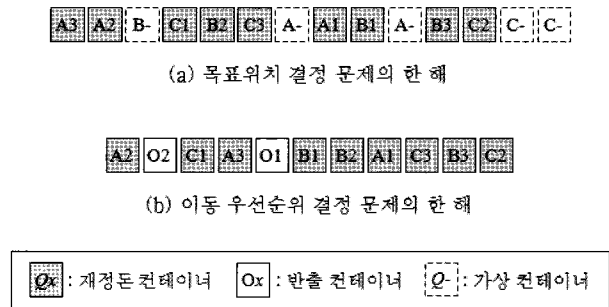 A3 A2 B- C1 B2 C3 A- A1 B1 A- B3 C2 C- C-
(a) 목표위치 결정 문제의 한 해
A2 O2 C1 A3 O1 B1 B2 A1 C3 B3 C2
(b) 이동 우선순위 결정 문제의 한 해
Qx : 재정돈 컨테이너 Ox : 반출 컨테이너 Q- : 가상 컨테이너